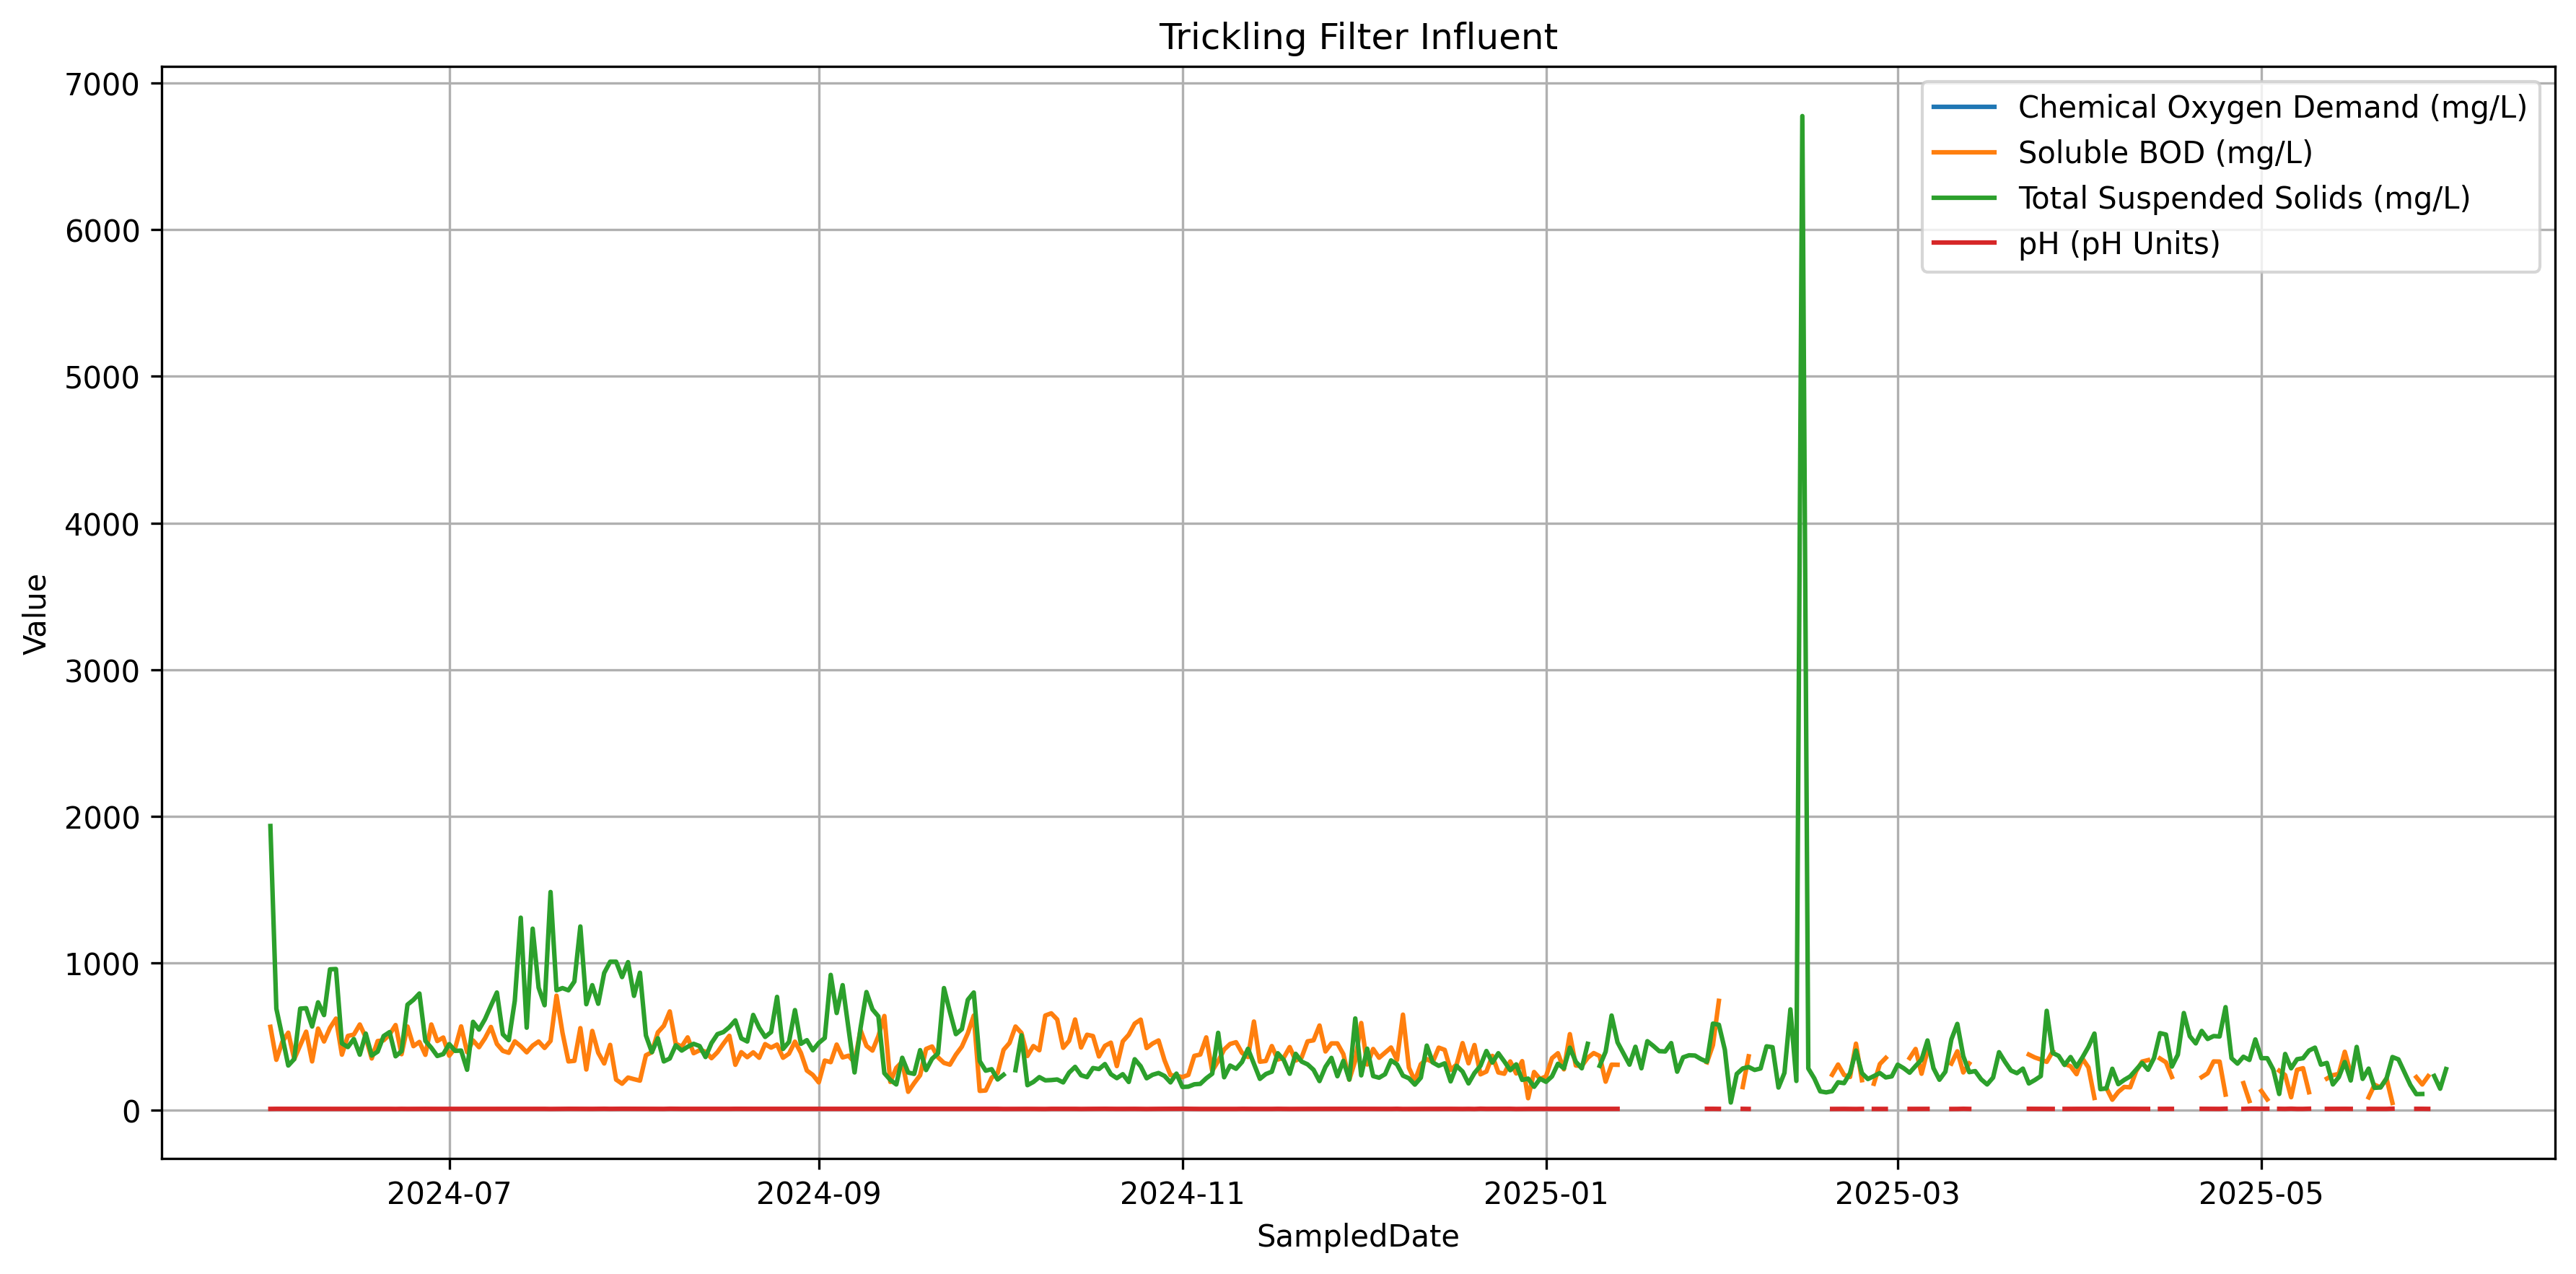 Trickling Filter Influent
7000
6000
5000
4000
3000
2000
1000
0
Value
Chemical Oxygen Demand (mg/L)
Soluble BOD (mg/L)
Total Suspended Solids (mg/L)
pH (pH Units)
2024-07 2024-09 2024-11 2025-01 2025-03 2025-05
SampledDate